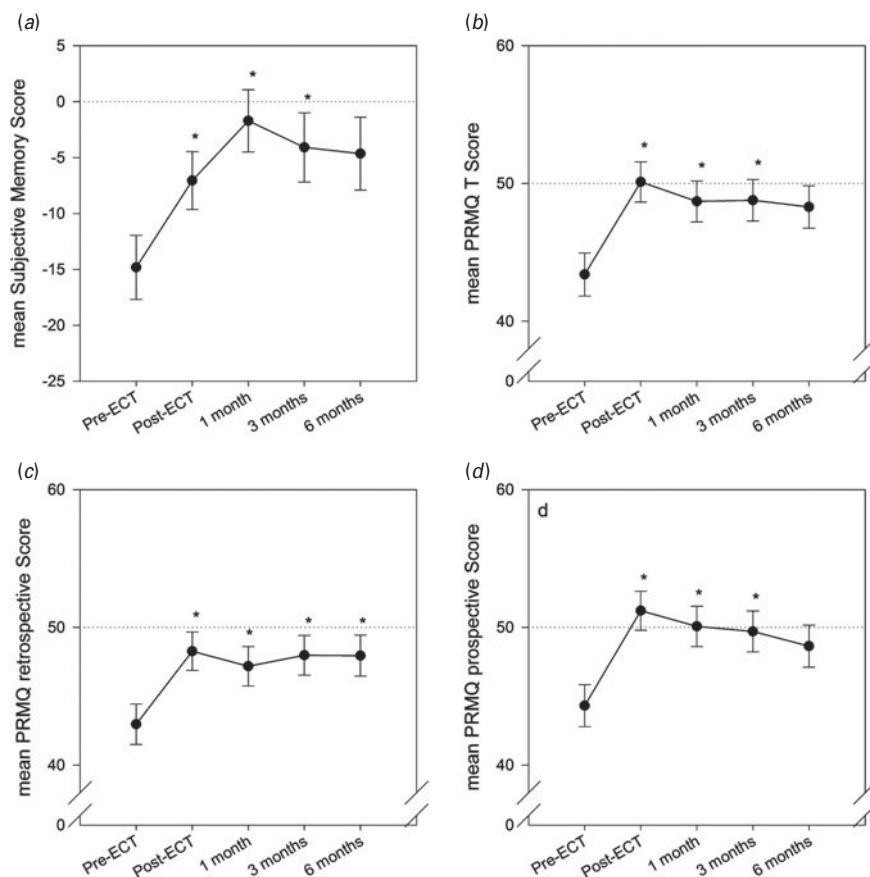 (a)
5
0
-5
-10
-15
-20
-25
mean Subjective Memory Score
*
*
*
Pre-ECT
Post-ECT
1 month
3 months
6 months
(b)
60
50
40
0
mean PRMQ T Score
*
*
*
Pre-ECT
Post-ECT
1 month
3 months
6 months
(c)
60
50
40
0
mean PRMQ retrospective Score
*
*
*
*
Pre-ECT
Post-ECT
1 month
3 months
6 months
(d)
d
60
50
40
0
mean PRMQ prospective Score
*
*
*
Pre-ECT
Post-ECT
1 month
3 months
6 months